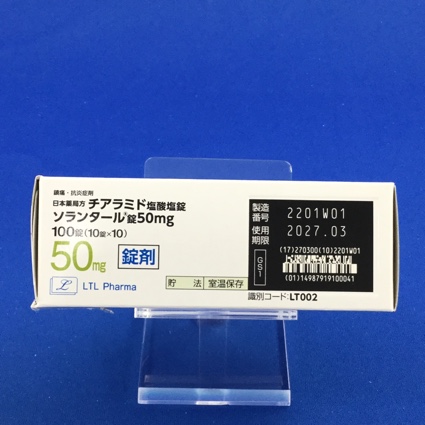 鎮痛・抗炎症剤
日本薬局方 チアラミド塩酸塩錠
ソランタール®錠50mg
100錠(10錠×10)
50mg 錠剤
LTL Pharma
貯 法 室温保存
製造番号 2201W01
使用期限 2027.03
(17)270300(10)2201W01
GS1
(01)14987919100041
識別コード:LT002